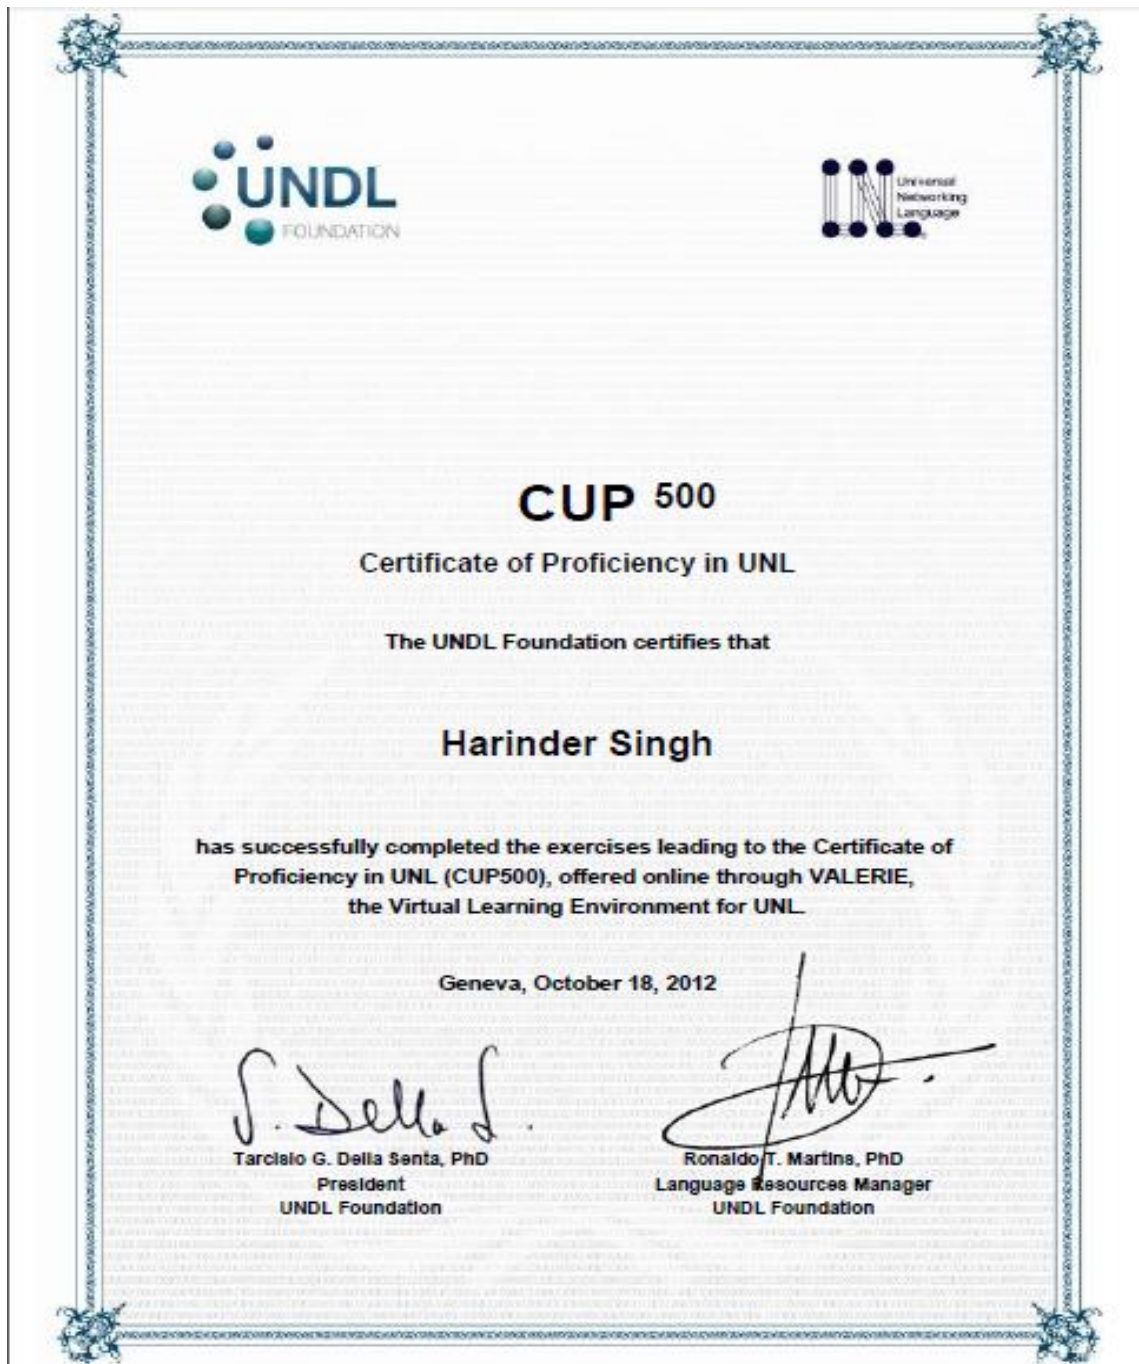 UNDL
FOUNDATION
Universal
Networking
Language
CUP 500
Certificate of Proficiency in UNL
The UNDL Foundation certifies that
Harinder Singh
has successfully completed the exercises leading to the Certificate of
Proficiency in UNL (CUP500), offered online through VALERIE,
the Virtual Learning Environment for UNL.
Geneva, October 18, 2012
Tarcisio G. Della Senta, PhD
President
UNDL Foundation
Ronaldo T. Martins, PhD
Language Resources Manager
UNDL Foundation